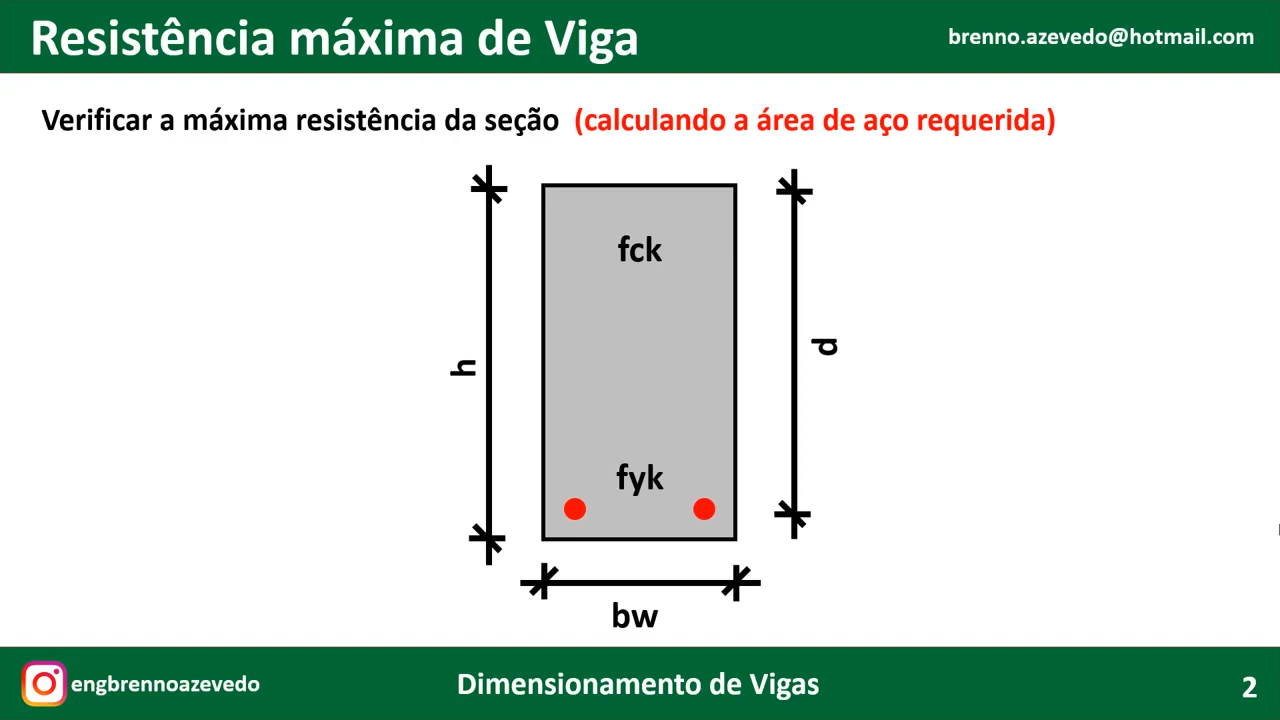 Resistência máxima de Viga
brenno.azevedo@hotmail.com
Verificar a máxima resistência da seção (calculando a área de aço requerida)
fck
h
d
fyk
bw
engbrennoazevedo
Dimensionamento de Vigas
2